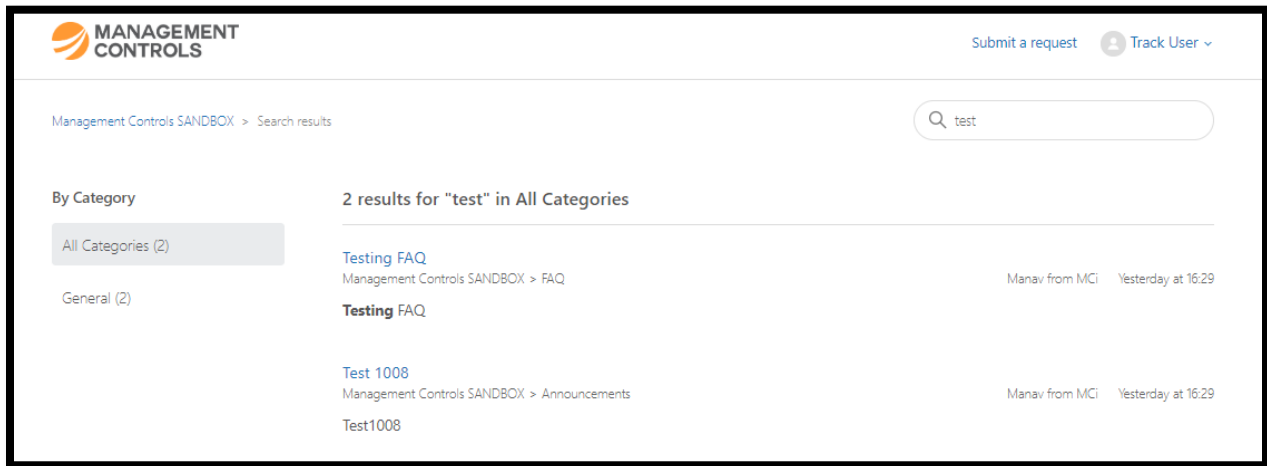 MANAGEMENT
CONTROLS
Submit a request
Track User
Management Controls SANDBOX > Search results
test
By Category
All Categories (2)
General (2)
2 results for "test" in All Categories
Testing FAQ
Management Controls SANDBOX > FAQ
Manav from MCi Yesterday at 16:29
Testing FAQ
Test 1008
Management Controls SANDBOX > Announcements
Manav from MCi Yesterday at 16:29
Test1008